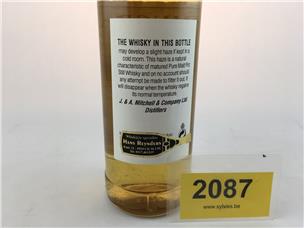 THE WHISKY IN THIS BOTTLE
may develop a slight haze if kept in
a cold room. This haze is a natural
characteristic of matured Pure Malt Pot
Still Whisky and on no account should
any attempt be made to filter it out. It
will disappear when the whisky regains
its normal temperature.
J. & A. Mitchell & Company Ltd.
Distillers
HANS REYNDERS
2087
www.sylvies.be